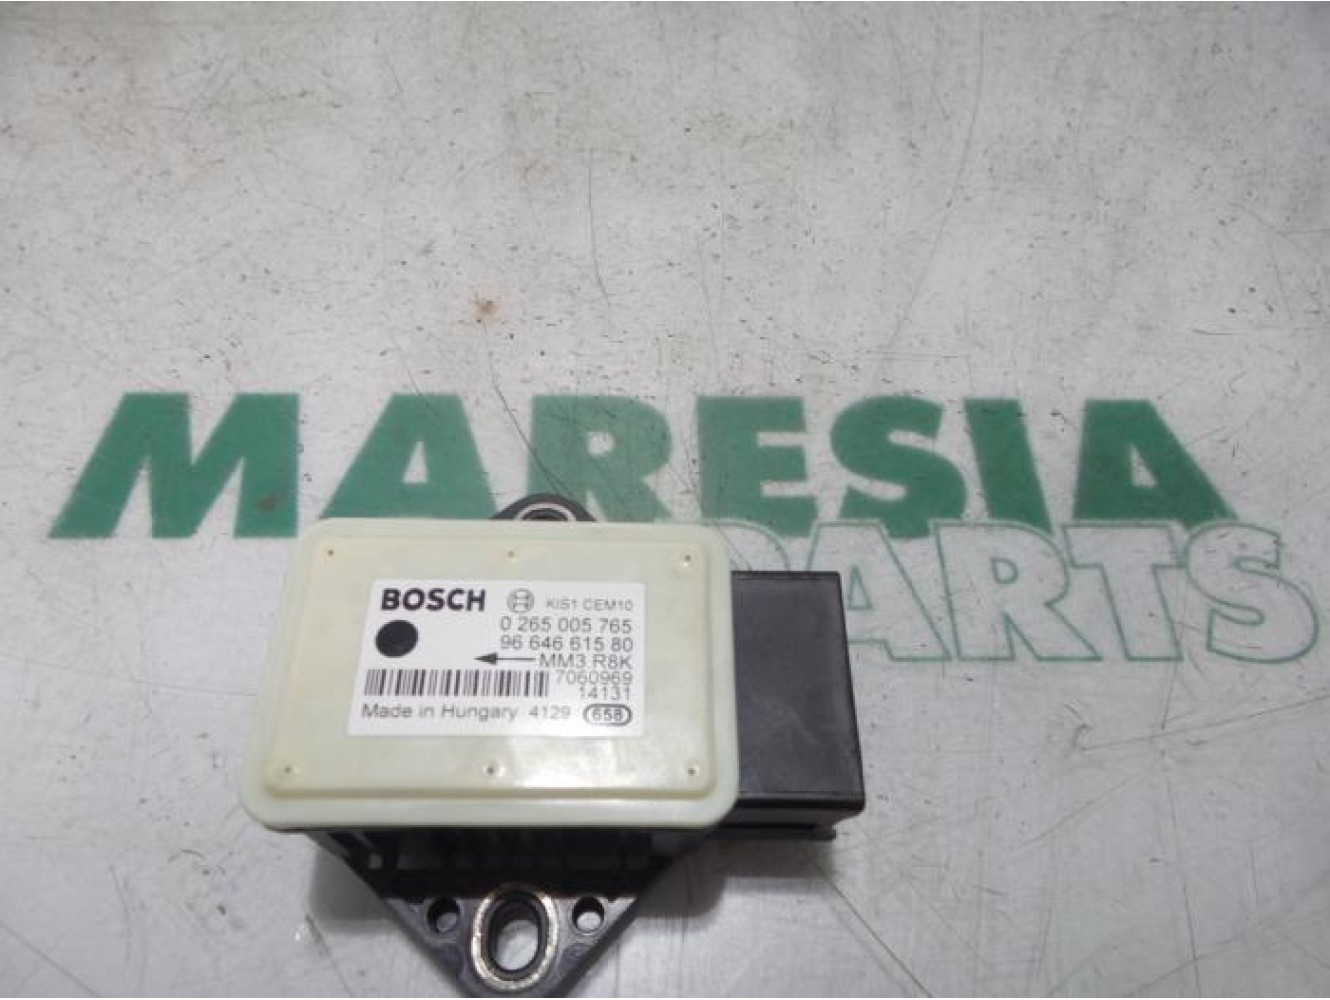 MARESIA
PARTS
BOSCH KIS1 CEM10
0 265 005 765
96 646 615 80
MM3 R8K
7060969
14131
Made in Hungary 4129 658